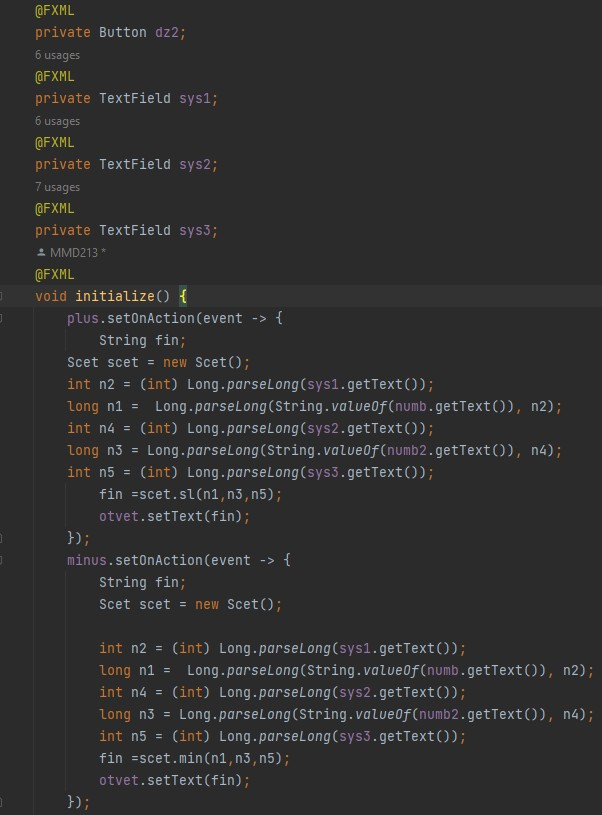 @FXML
private Button dz2;
6 usages
@FXML
private TextField sys1;
6 usages
@FXML
private TextField sys2;
7 usages
@FXML
private TextField sys3;
MMD213 *
@FXML
void initialize() {
plus.setOnAction(event -> {
String fin;
Scet scet = new Scet();
int n2 = (int) Long.parseLong(sys1.getText());
long n1 =  Long.parseLong(String.valueOf(numb.getText()), n2);
int n4 = (int) Long.parseLong(sys2.getText());
long n3 = Long.parseLong(String.valueOf(numb2.getText()), n4);
int n5 = (int) Long.parseLong(sys3.getText());
fin =scet.sl(n1,n3,n5);
otvet.setText(fin);
});
minus.setOnAction(event -> {
String fin;
Scet scet = new Scet();
int n2 = (int) Long.parseLong(sys1.getText());
long n1 =  Long.parseLong(String.valueOf(numb.getText()), n2);
int n4 = (int) Long.parseLong(sys2.getText());
long n3 = Long.parseLong(String.valueOf(numb2.getText()), n4);
int n5 = (int) Long.parseLong(sys3.getText());
fin =scet.min(n1,n3,n5);
otvet.setText(fin);
});